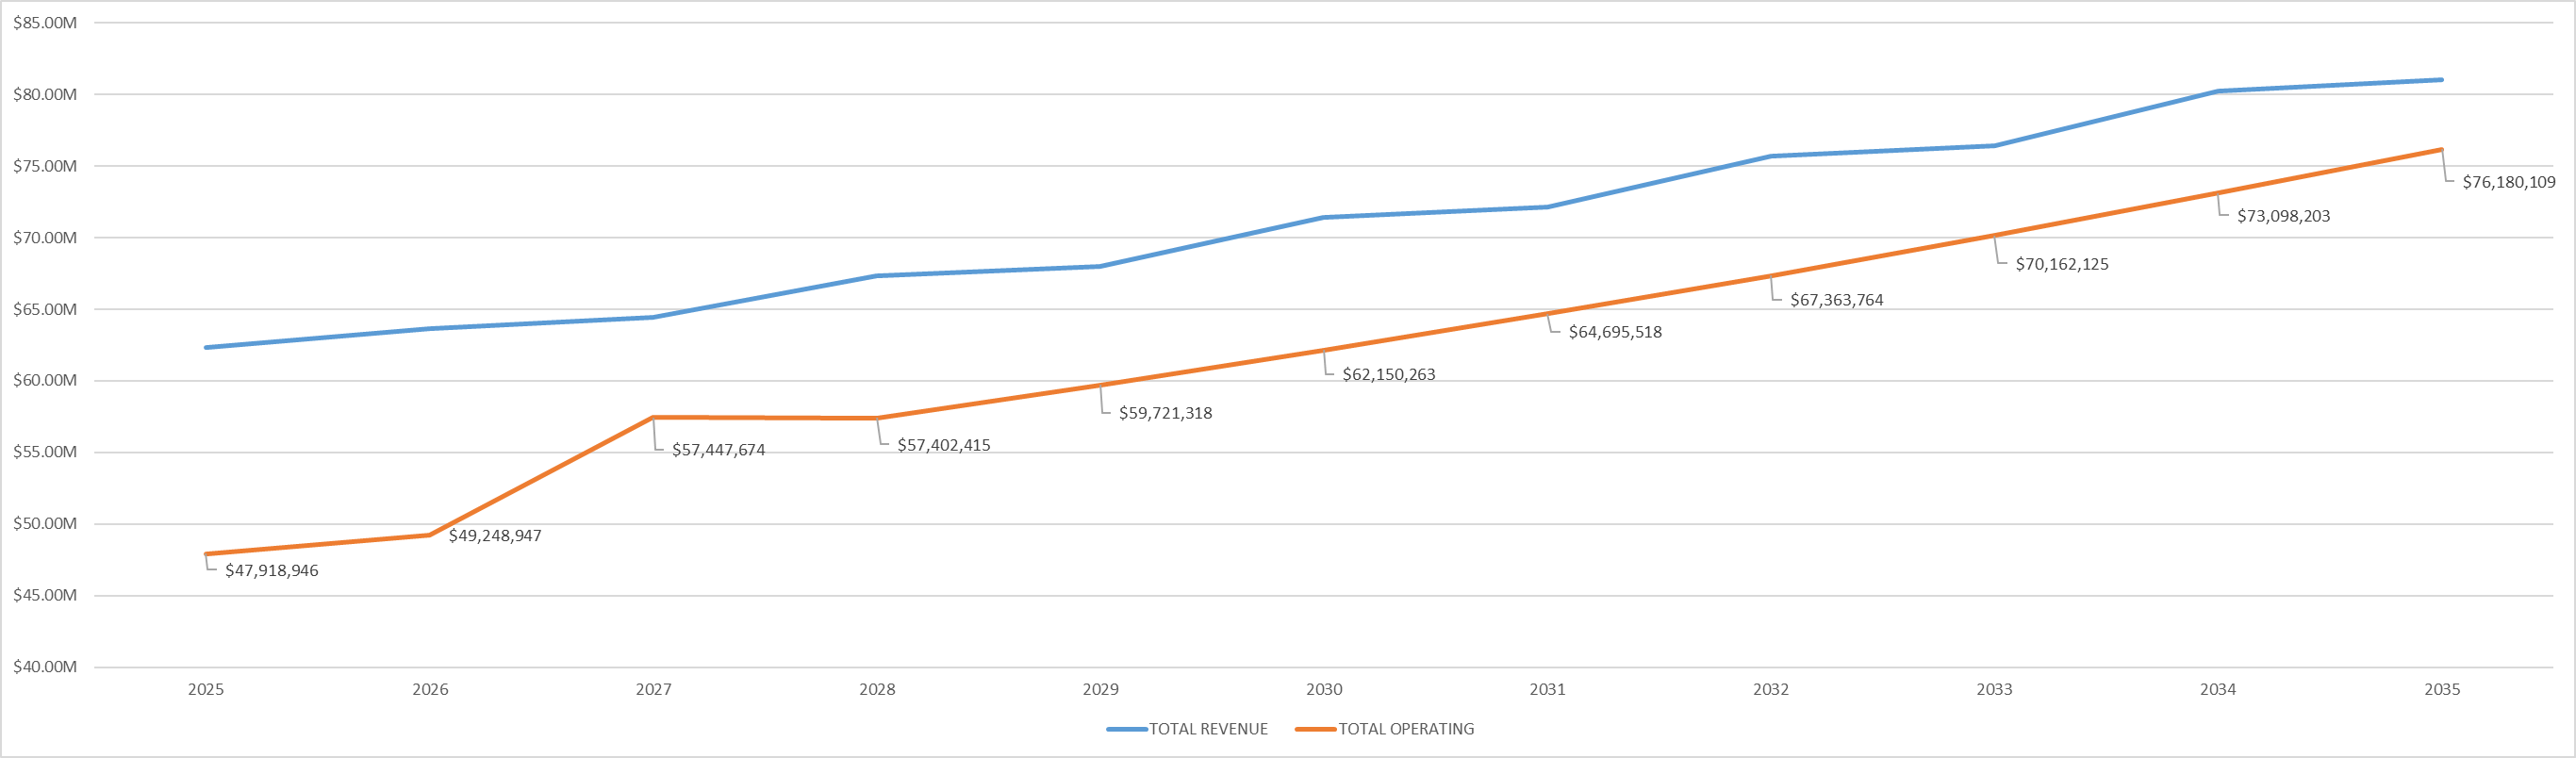 $85.00M
$80.00M
$75.00M
$70.00M
$65.00M
$60.00M
$55.00M
$50.00M
$45.00M
$40.00M
$47,918,946
$49,248,947
$57,447,674
$57,402,415
$59,721,318
$62,150,263
$64,695,518
$67,363,764
$70,162,125
$73,098,203
$76,180,109
2025 2026 2027 2028 2029 2030 2031 2032 2033 2034 2035
TOTAL REVENUE TOTAL OPERATING